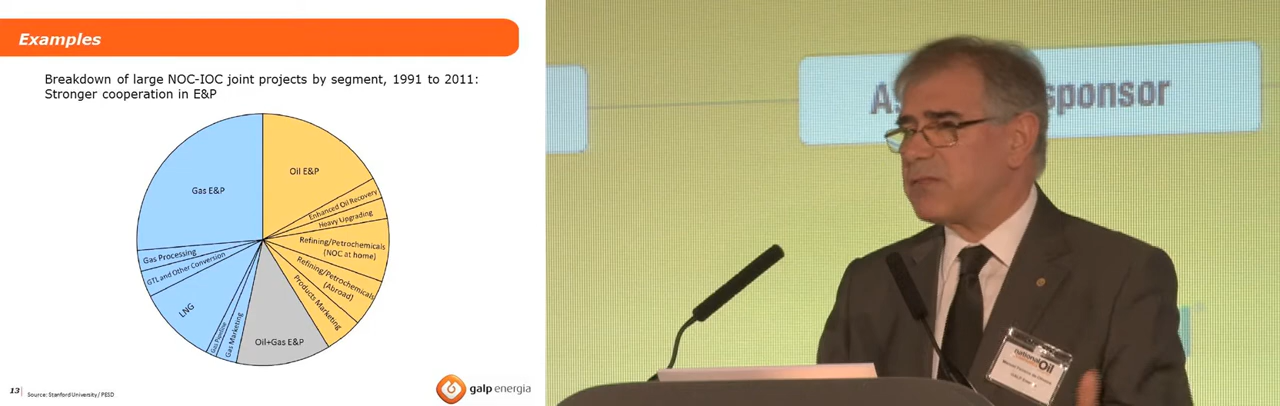 Examples
Breakdown of large NOC-IOC joint projects by segment, 1991 to 2011:
Stronger cooperation in E&P
Gas E&P
Oil E&P
Enhanced Oil Recovery
Heavy Upgrading
Refining/Petrochemicals
(NOC at home)
Refining/Petrochemicals
(Abroad)
Products Marketing
Oil+Gas E&P
Gas Marketing
Gas Pipeline
LNG
GTL and Other Conversion
Gas Processing
13
Source: Stanford University/ PESD
galp energia
sponsor
national
Oil